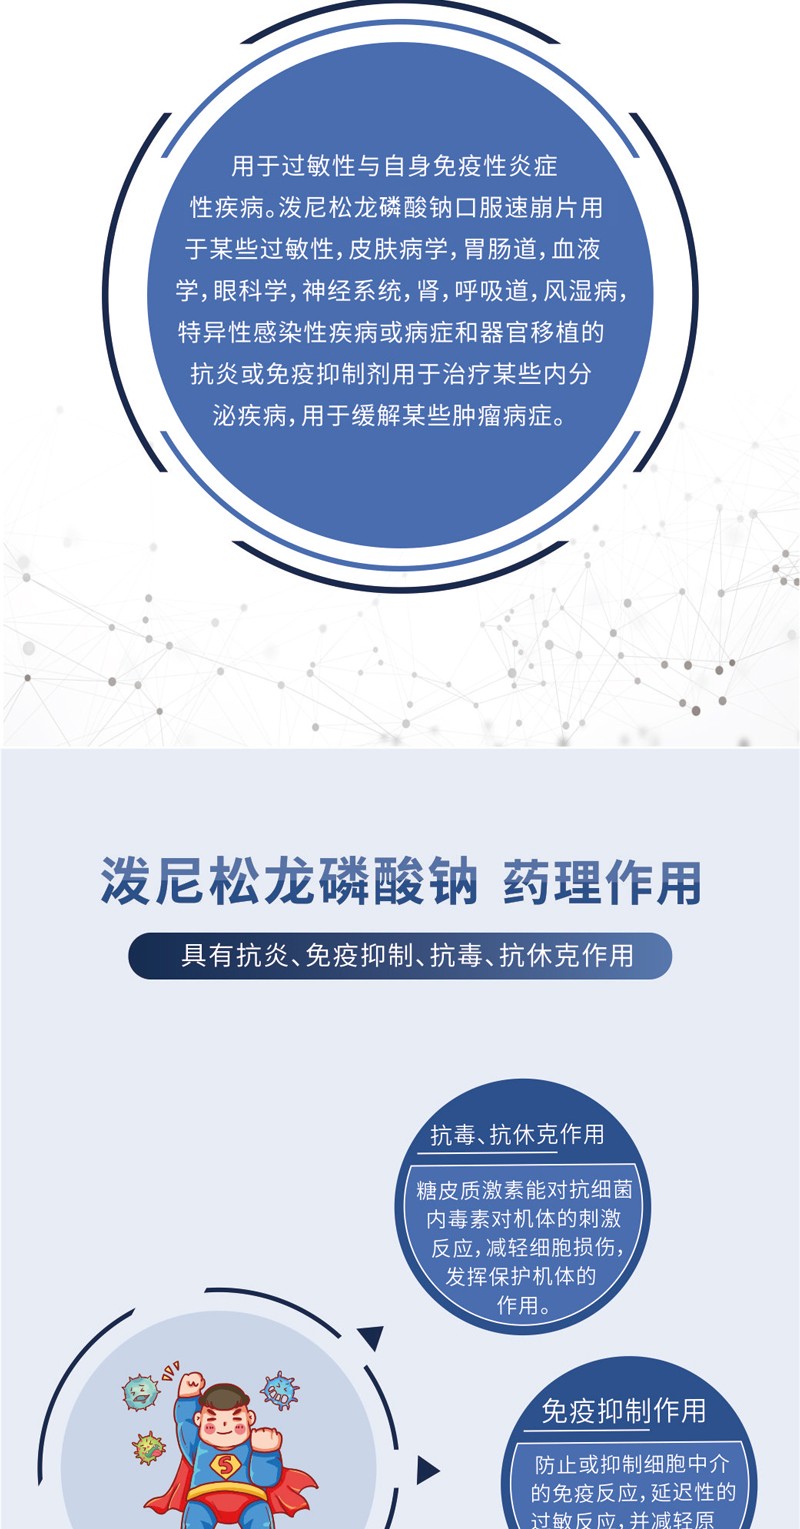 用于过敏性与自身免疫性炎症
性疾病。泼尼松龙磷酸钠口服速崩片用
于某些过敏性,皮肤病学,胃肠道,血液
学,眼科学,神经系统,肾,呼吸道,风湿病,
特异性感染性疾病或病症和器官移植的
抗炎或免疫抑制剂用于治疗某些内分
泌疾病,用于缓解某些肿瘤病症。
泼尼松龙磷酸钠 药理作用
具有抗炎、免疫抑制、抗毒、抗休克作用
抗毒、抗休克作用
糖皮质激素能对抗细菌
内毒素对机体的刺激
反应,减轻细胞损伤,
发挥保护机体的
作用。
免疫抑制作用
防止或抑制细胞中介
的免疫反应,延迟性的
过敏反应,并减轻原
S